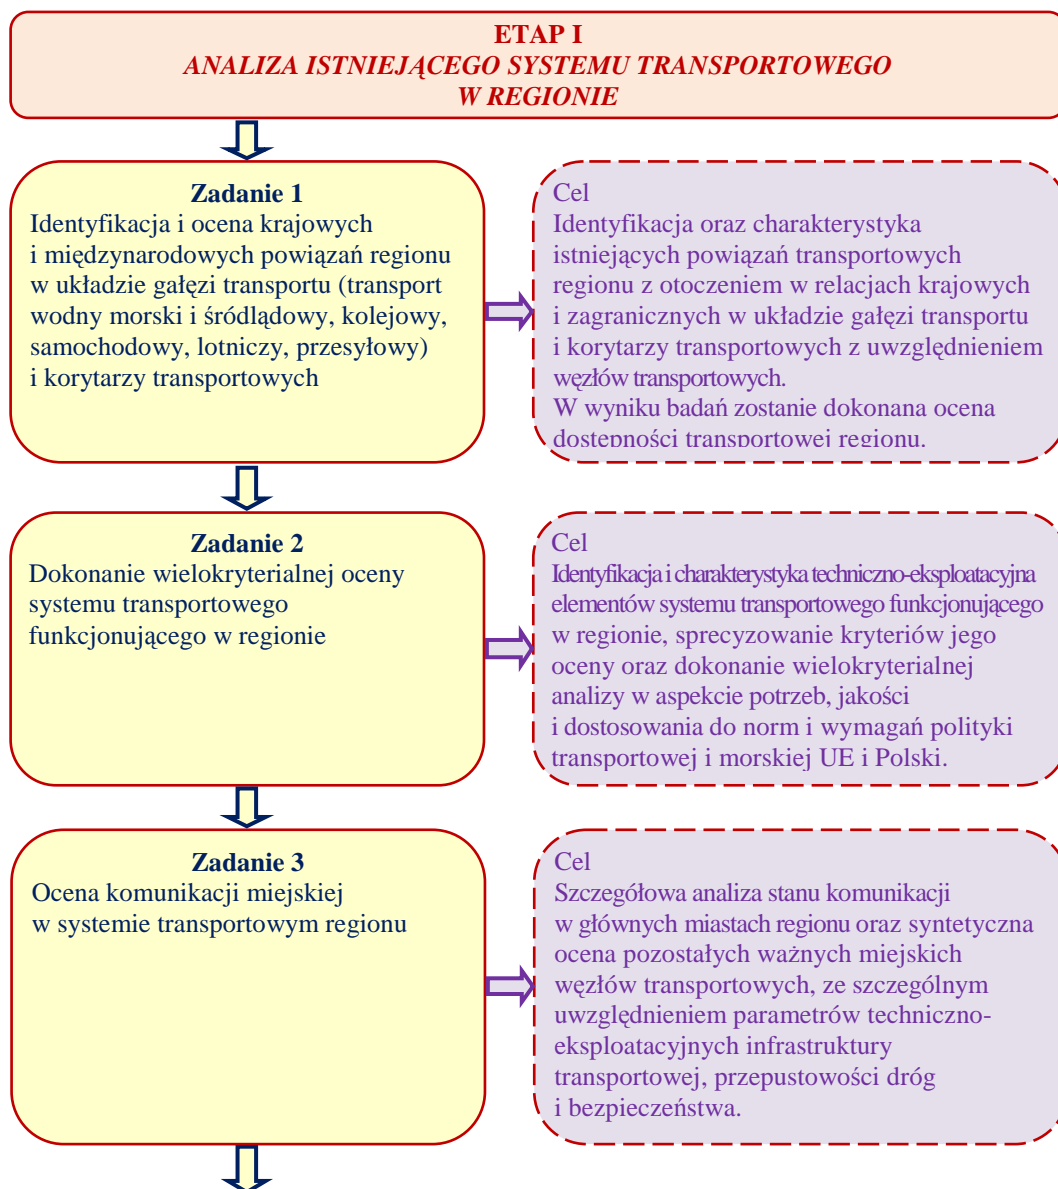 ETAP I
ANALIZA ISTNIEJĄCEGO SYSTEMU TRANSPORTOWEGO
W REGIONIE
Zadanie 1
Identyfikacja i ocena krajowych
i międzynarodowych powiązań regionu
w układzie gałęzi transportu (transport
wodny morski i śródlądowy, kolejowy,
samochodowy, lotniczy, przesyłowy)
i korytarzy transportowych
Cel
Identyfikacja oraz charakterystyka
istniejących powiązań transportowych
regionu z otoczeniem w relacjach krajowych
i zagranicznych w układzie gałęzi transportu
i korytarzy transportowych z uwzględnieniem
węzłów transportowych.
W wyniku badań zostanie dokonana ocena
dostępności transportowej regionu.
Zadanie 2
Dokonanie wielokryterialnej oceny
systemu transportowego
funkcjonującego w regionie
Cel
Identyfikacja i charakterystyka techniczno-eksploatacyjna
elementów systemu transportowego funkcjonującego
w regionie, sprecyzowanie kryteriów jego
oceny oraz dokonanie wielokryterialnej
analizy w aspekcie potrzeb, jakości
i dostosowania do norm i wymagań polityki
transportowej i morskiej UE i Polski.
Zadanie 3
Ocena komunikacji miejskiej
w systemie transportowym regionu
Cel
Szczegółowa analiza stanu komunikacji
w głównych miastach regionu oraz syntetyczna
ocena pozostałych ważnych miejskich
węzłów transportowych, ze szczególnym
uwzględnieniem parametrów techniczno-
eksploatacyjnych infrastruktury
transportowej, przepustowości dróg
i bezpieczeństwa.